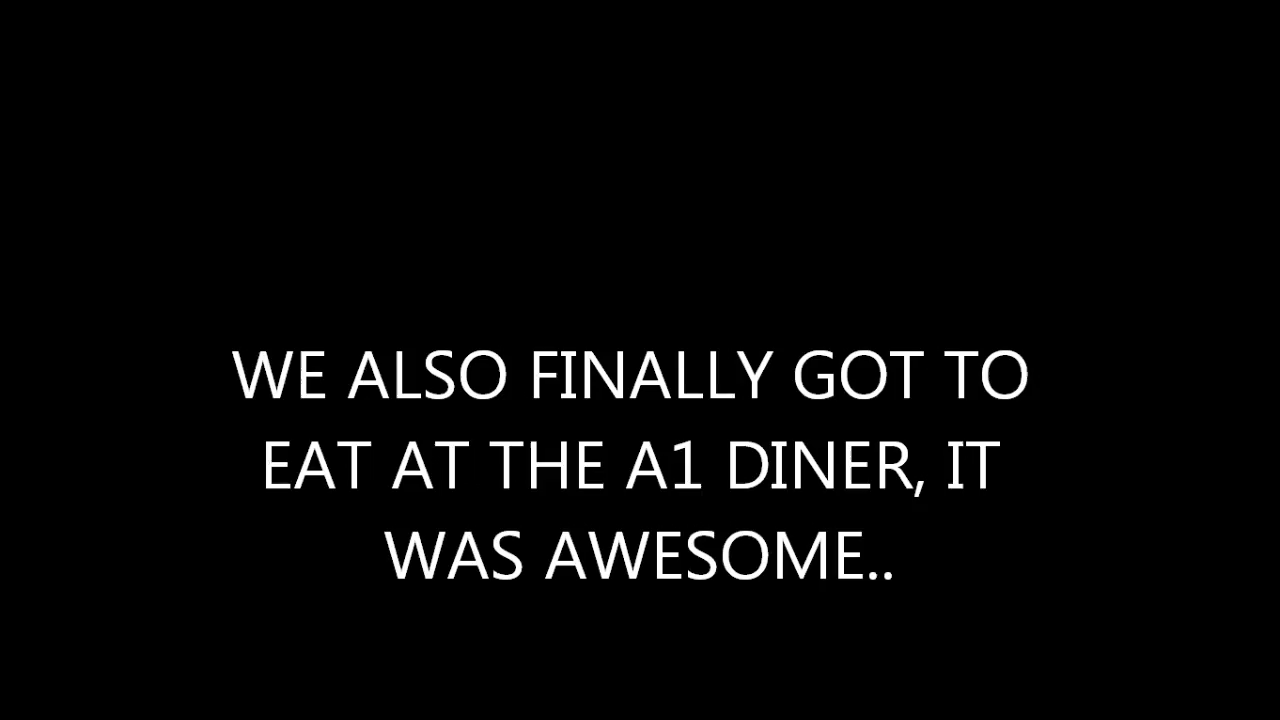 WE ALSO FINALLY GOT TO
EAT AT THE A1 DINER, IT
WAS AWESOME..